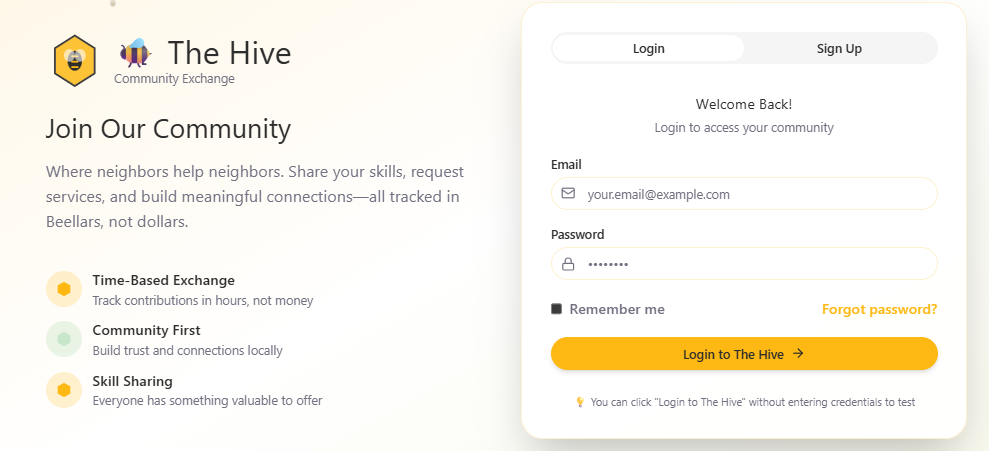 The Hive
Community Exchange
Join Our Community
Where neighbors help neighbors. Share your skills, request
services, and build meaningful connections—all tracked in
Beellars, not dollars.
Time-Based Exchange
Track contributions in hours, not money
Community First
Build trust and connections locally
Skill Sharing
Everyone has something valuable to offer
Login
Sign Up
Welcome Back!
Login to access your community
Email
your.email@example.com
Password
••••••••
Remember me
Forgot password?
Login to The Hive →
💡 You can click "Login to The Hive" without entering credentials to test